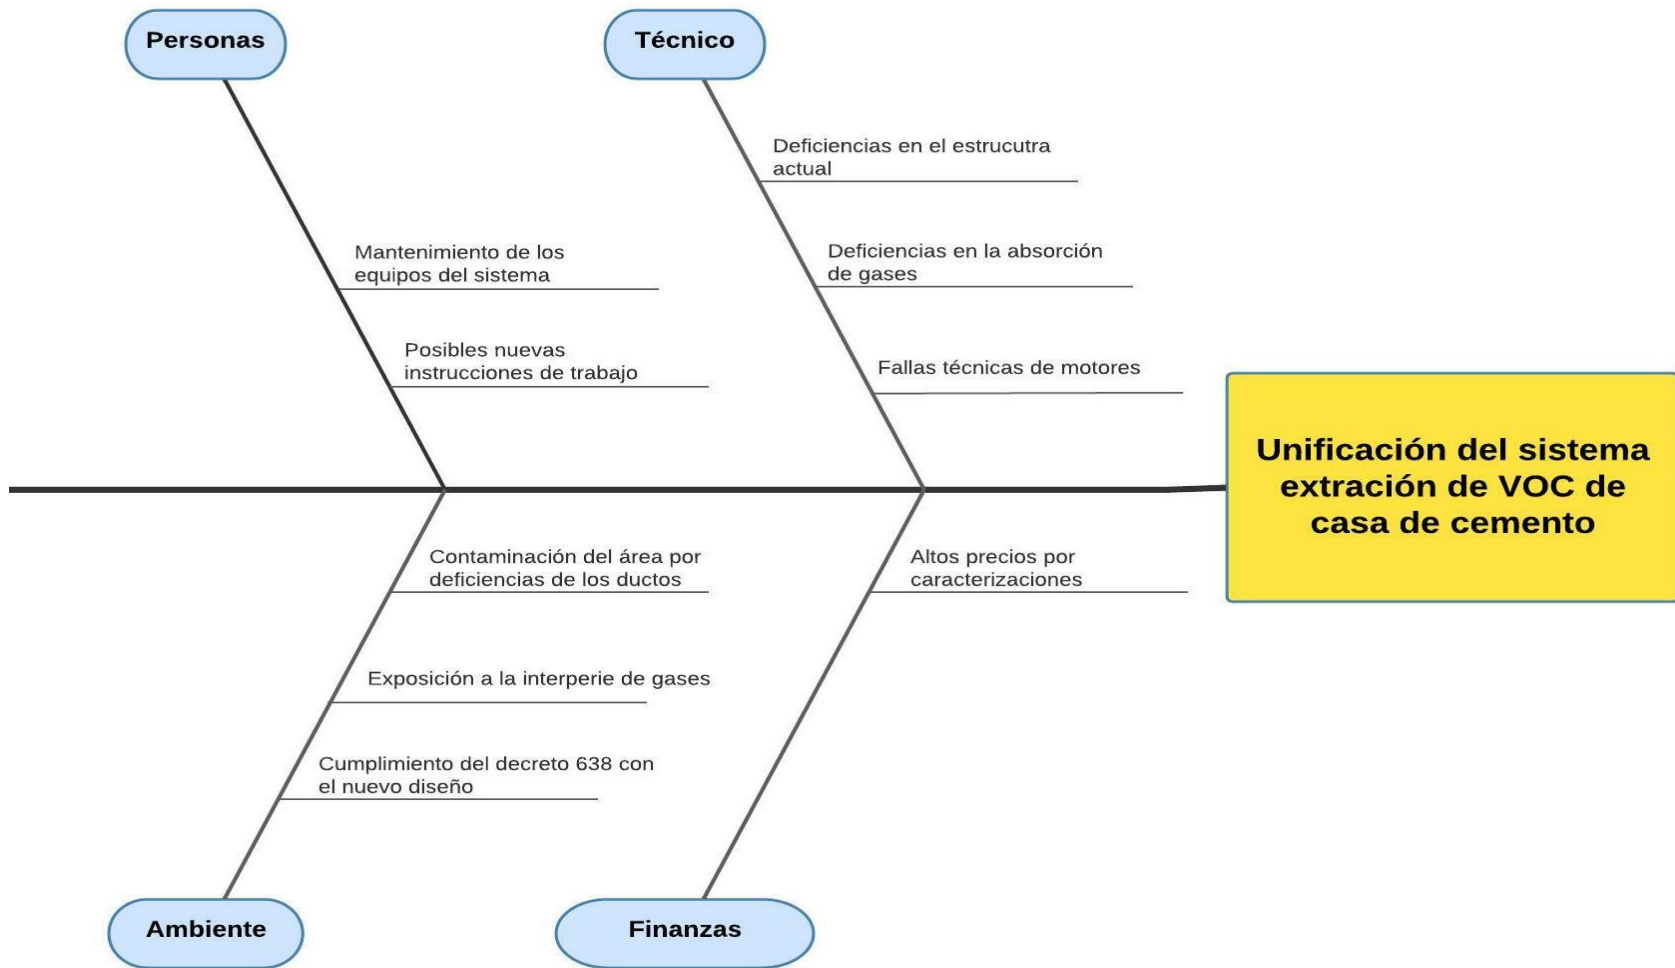 Personas
Técnico
Deficiencias en el estrucutra
actual
Mantenimiento de los
equipos del sistema
Deficiencias en la absorción
de gases
Posibles nuevas
instrucciones de trabajo
Fallas técnicas de motores
Unificación del sistema
extración de VOC de
casa de cemento
Contaminación del área por
deficiencias de los ductos
Altos precios por
caracterizaciones
Exposición a la interperie de gases
Cumplimiento del decreto 638 con
el nuevo diseño
Ambiente
Finanzas